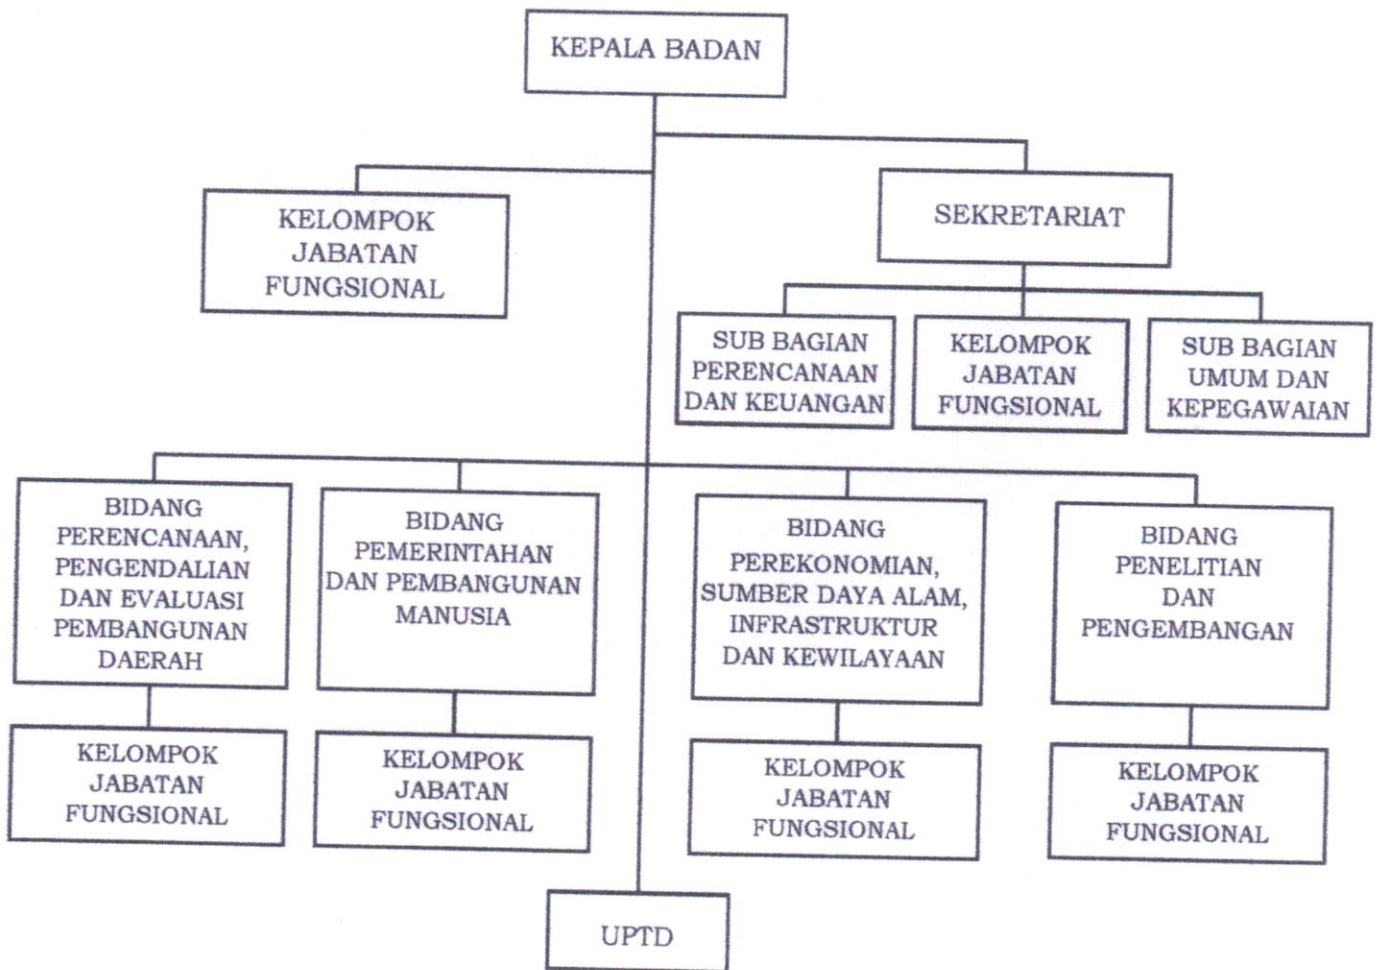 KEPALA BADAN
KELOMPOK
JABATAN
FUNGSIONAL
SEKRETARIAT
SUB BAGIAN
PERENCANAAN
DAN KEUANGAN
KELOMPOK
JABATAN
FUNGSIONAL
SUB BAGIAN
UMUM DAN
KEPEGAWAIAN
BIDANG
PERENCANAAN,
PENGENDALIAN
DAN EVALUASI
PEMBANGUNAN
DAERAH
BIDANG
PEMERINTAHAN
DAN PEMBANGUNAN
MANUSIA
BIDANG
PEREKONOMIAN,
SUMBER DAYA ALAM,
INFRASTRUKTUR
DAN KEWILAYAAN
BIDANG
PENELITIAN
DAN
PENGEMBANGAN
KELOMPOK
JABATAN
FUNGSIONAL
KELOMPOK
JABATAN
FUNGSIONAL
KELOMPOK
JABATAN
FUNGSIONAL
KELOMPOK
JABATAN
FUNGSIONAL
UPTD